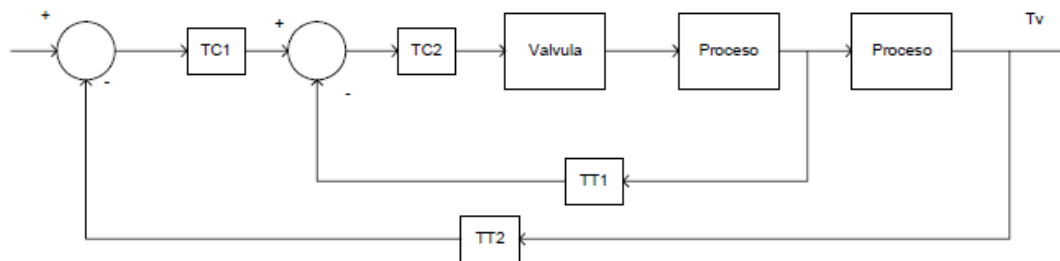 Tv
+
+
TC1
TC2
Valvula
Proceso
Proceso
-
-
TT1
TT2